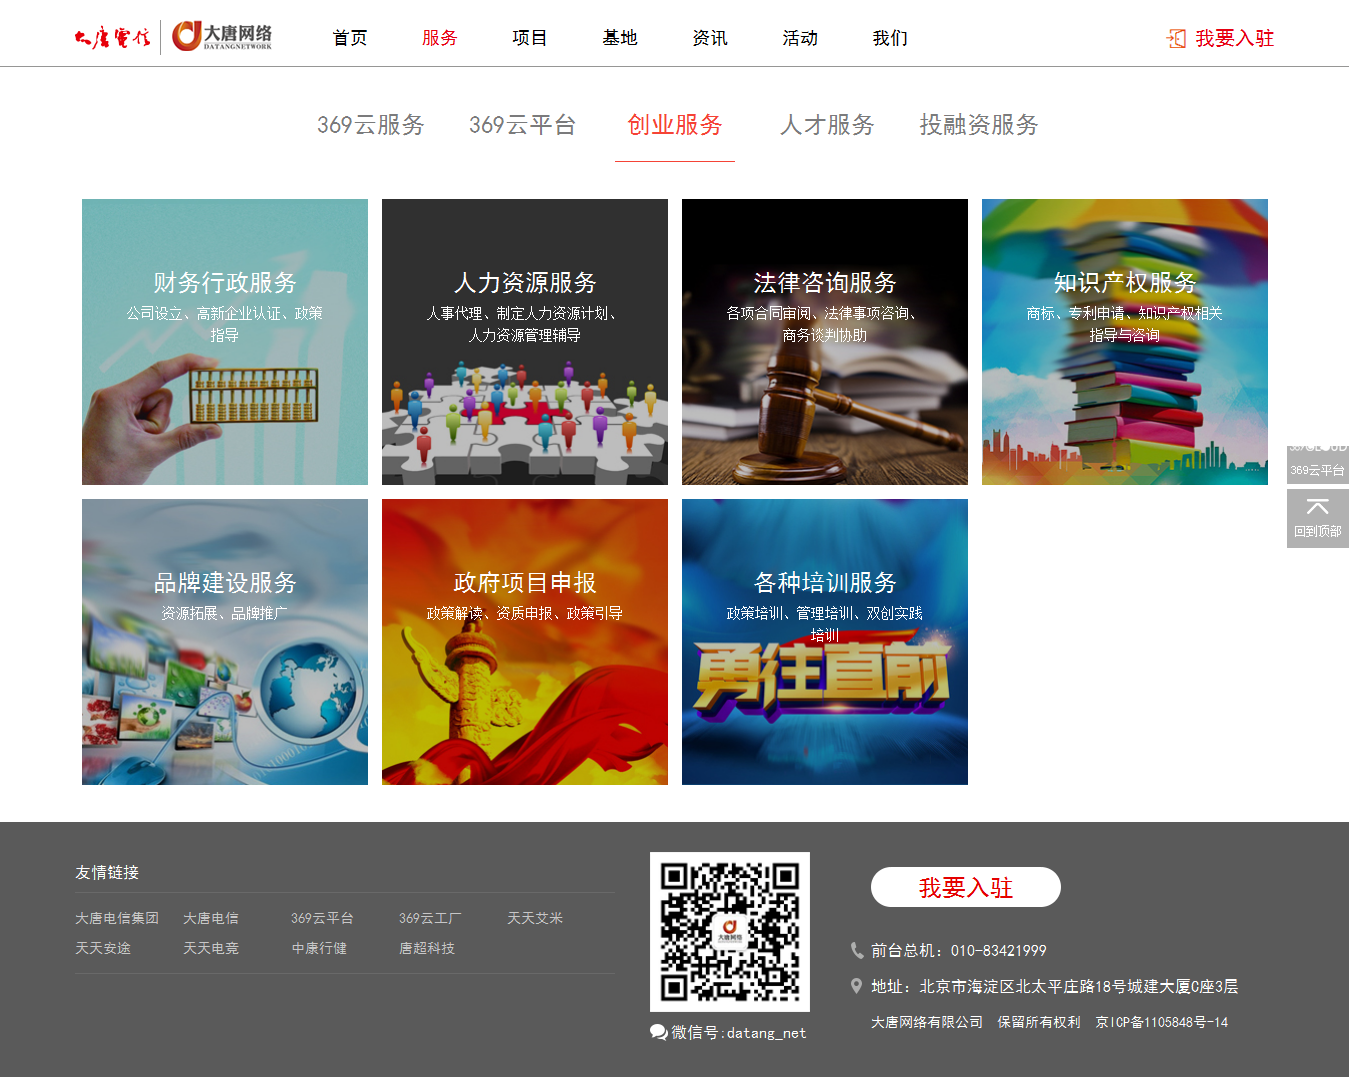 大唐电信 大唐网络 首页 服务 项目 基地 资讯 活动 我们 我要入驻
DATANGNETWORK
369云服务 369云平台 创业服务 人才服务 投融资服务
财务行政服务
公司设立、高新企业认证、政策
指导
人力资源服务
人事代理、制定人力资源计划、
人力资源管理辅导
法律咨询服务
各项合同审阅、法律事项咨询、
商务谈判协助
知识产权服务
商标、专利申请、知识产权相关
指导与咨询
369云平台
回到顶部
品牌建设服务
资源拓展、品牌推广
政府项目申报
政策解读、资质申报、政策引导
各种培训服务
政策培训、管理培训、双创实践
培训
勇往直前
友情链接
大唐电信集团 大唐电信 369云平台 369云工厂 天天艾米
天天安途 天天电竞 中康行健 唐超科技
大唐网络
微信号:datang_net
我要入驻
前台总机：010-83421999
地址：北京市海淀区北太平庄路18号城建大厦C座3层
大唐网络有限公司 保留所有权利 京ICP备1105848号-14